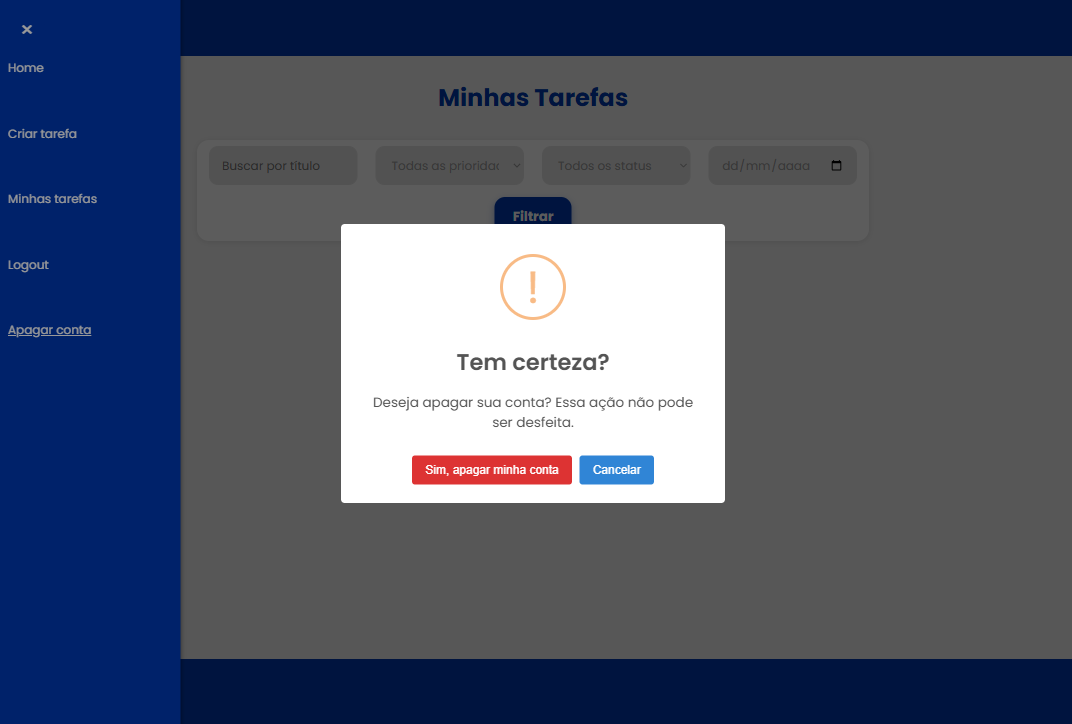 ×
Home
Criar tarefa
Minhas tarefas
Logout
Apagar conta
Minhas Tarefas
Buscar por título
Todas as prioridad
Todos os status
dd/mm/aaaa
Filtrar
!
Tem certeza?
Deseja apagar sua conta? Essa ação não pode
ser desfeita.
Sim, apagar minha conta
Cancelar